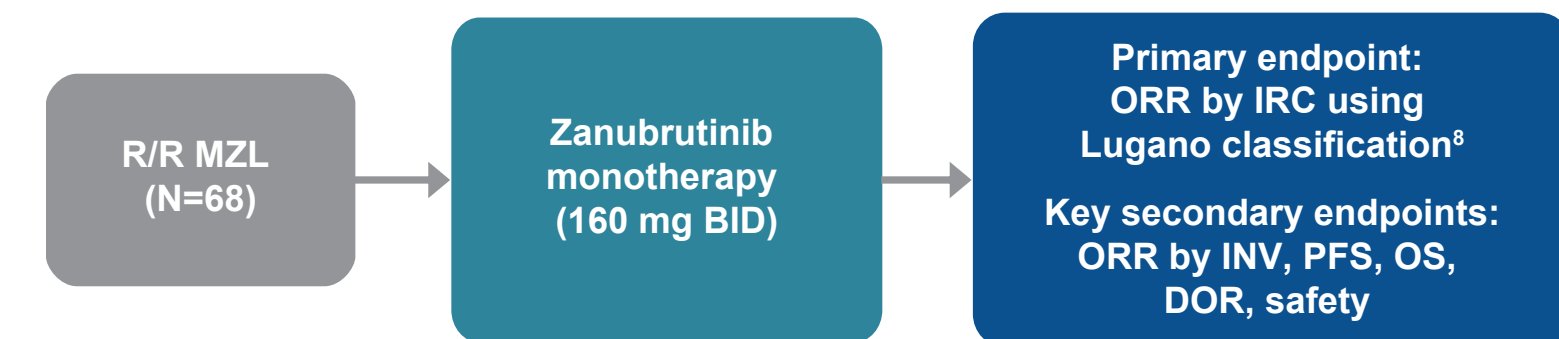 R/R MZL
(N=68)
Zanubrutinib
monotherapy
(160 mg BID)
Primary endpoint:
ORR by IRC using
Lugano classification⁸
Key secondary endpoints:
ORR by INV, PFS, OS,
DOR, safety